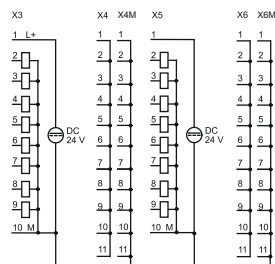 X3 X4 X4M X5 X6 X6M
1 L+ 1 1 1 1 1
2 2 2 2 2 2
3 3 3 3 3 3
4 4 4 4 4 4
5 5 5 5 5 5
DC DC
24 V 24 V
6 6 6 6 6 6
7 7 7 7 7 7
8 8 8 8 8 8
9 9 9 9 9 9
10 M 10 10 10 M 10 10
11 11 11 11